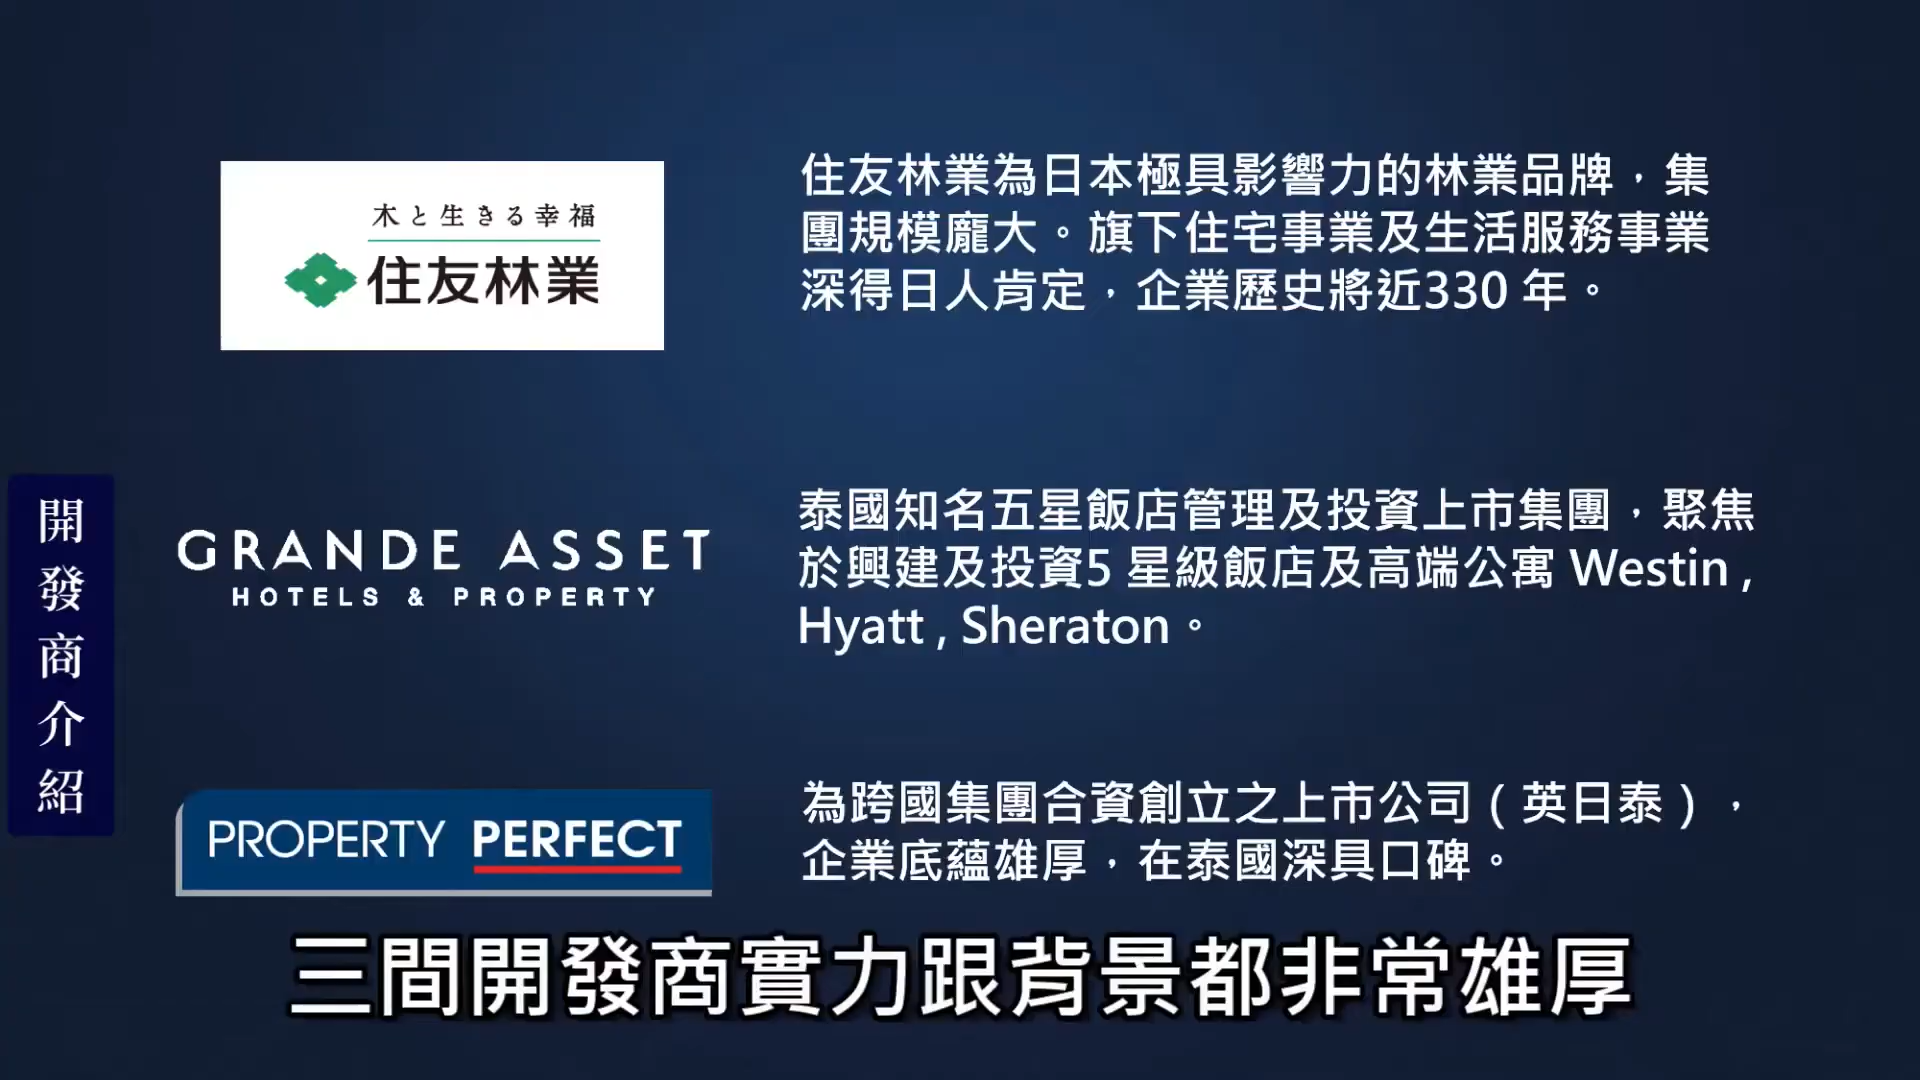 木と生きる幸福
住友林業
住友林業為日本極具影響力的林業品牌，集
團規模龐大。旗下住宅事業及生活服務事業
深得日人肯定，企業歷史將近330 年。
開發商介紹
GRANDE ASSET
HOTELS & PROPERTY
泰國知名五星飯店管理及投資上市集團，聚焦
於興建及投資5 星級飯店及高端公寓 Westin ,
Hyatt , Sheraton。
PROPERTY PERFECT
為跨國集團合資創立之上市公司（英日泰），
企業底蘊雄厚，在泰國深具口碑。
三間開發商實力跟背景都非常雄厚